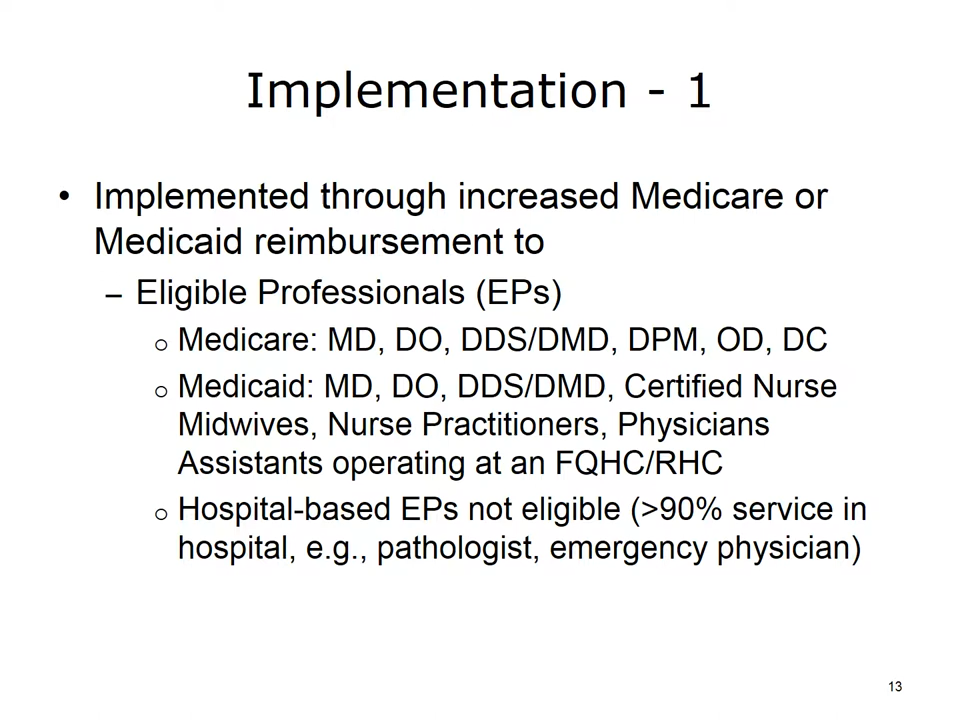 Implementation - 1
• Implemented through increased Medicare or
Medicaid reimbursement to
– Eligible Professionals (EPs)
o Medicare: MD, DO, DDS/DMD, DPM, OD, DC
o Medicaid: MD, DO, DDS/DMD, Certified Nurse
Midwives, Nurse Practitioners, Physicians
Assistants operating at an FQHC/RHC
o Hospital-based EPs not eligible (>90% service in
hospital, e.g., pathologist, emergency physician)
13